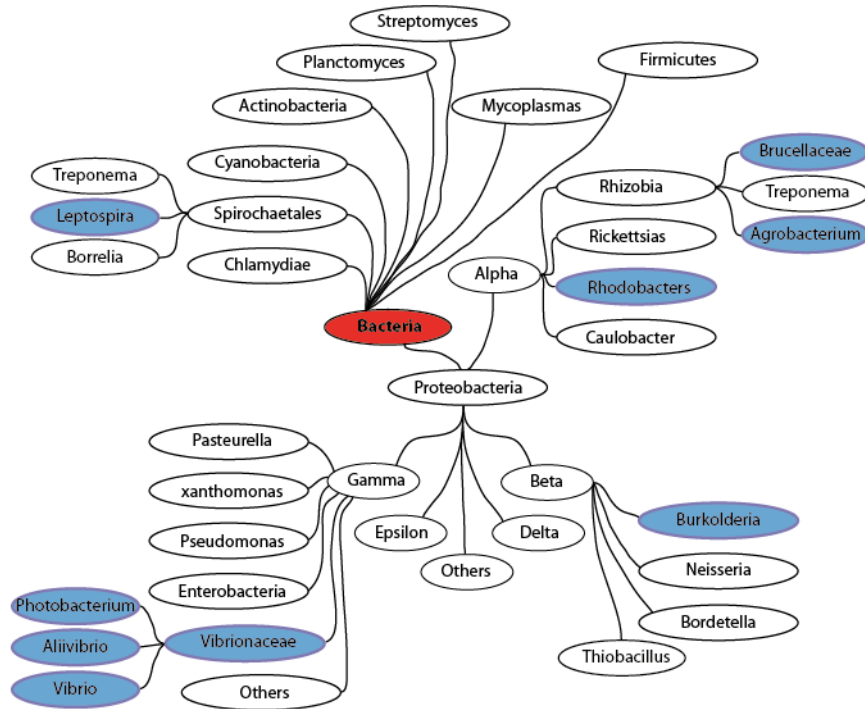 Streptomyces
Planctomyces
Firmicutes
Actinobacteria
Mycoplasmas
Brucellaceae
Cyanobacteria
Treponema
Rhizobia
Treponema
Leptospira
Spirochaetales
Rickettsias
Agrobacterium
Borrelia
Chlamydiae
Alpha
Rhodobacters
Bacteria
Caulobacter
Proteobacteria
Pasteurella
Gamma
Beta
xanthomonas
Burkolderia
Epsilon
Delta
Pseudomonas
Others
Neisseria
Enterobacteria
Photobacterium
Bordetella
Aliivibrio
Vibrionaceae
Thiobacillus
Vibrio
Others